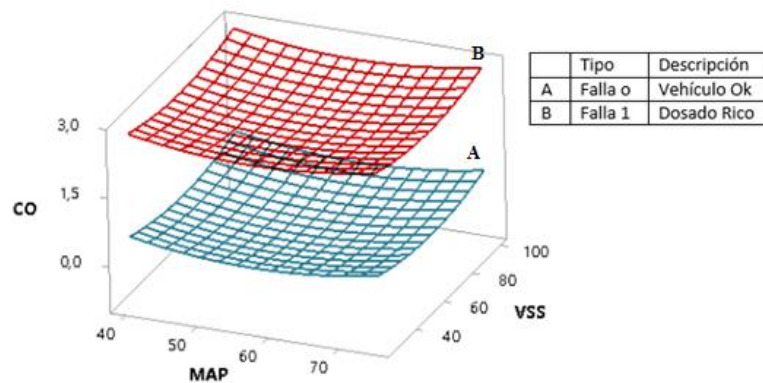 B
A
3,0
1,5
0,0
CO
40
50
60
70
MAP
40
60
80
100
VSS
Tipo Descripción
A Falla o Vehículo Ok
B Falla 1 Dosado Rico